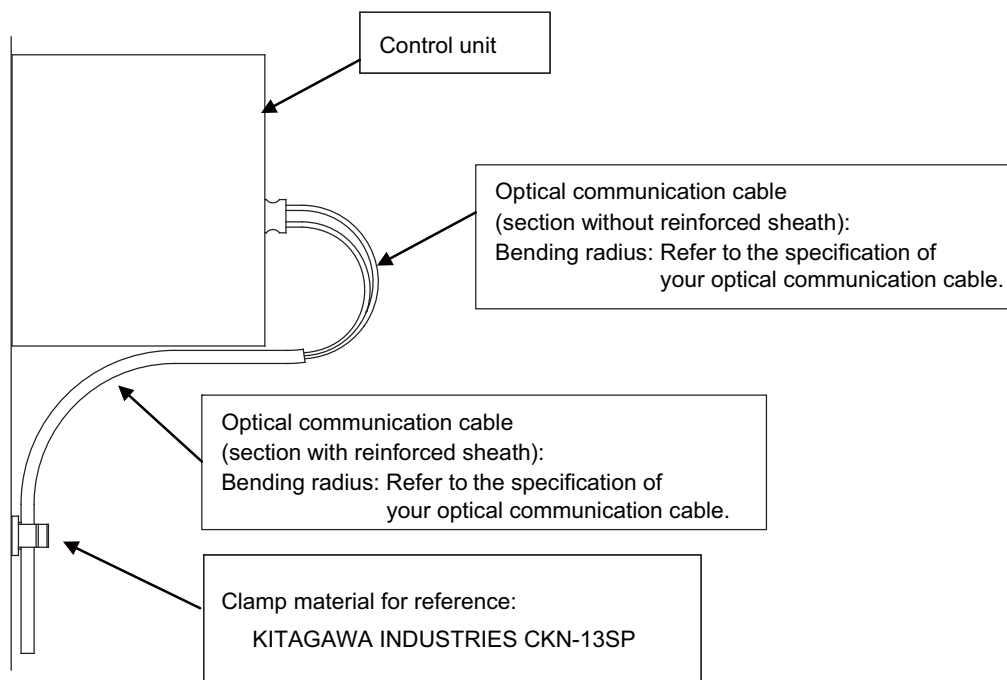 Control unit
Optical communication cable
(section without reinforced sheath):
Bending radius: Refer to the specification of
your optical communication cable.
Optical communication cable
(section with reinforced sheath):
Bending radius: Refer to the specification of
your optical communication cable.
Clamp material for reference:
KITAGAWA INDUSTRIES CKN-13SP